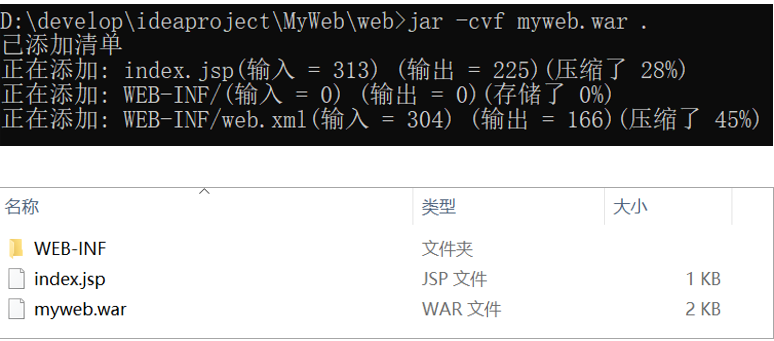 D:\develop\ideaproject\MyWeb\web>jar -cvf myweb.war .
已添加清单
正在添加: index.jsp(输入 = 313) (输出 = 225)(压缩了 28%)
正在添加: WEB-INF/(输入 = 0) (输出 = 0)(存储了 0%)
正在添加: WEB-INF/web.xml(输入 = 304) (输出 = 166)(压缩了 45%)
名称 类型 大小
WEB-INF 文件夹
index.jsp JSP 文件 1 KB
myweb.war WAR 文件 2 KB